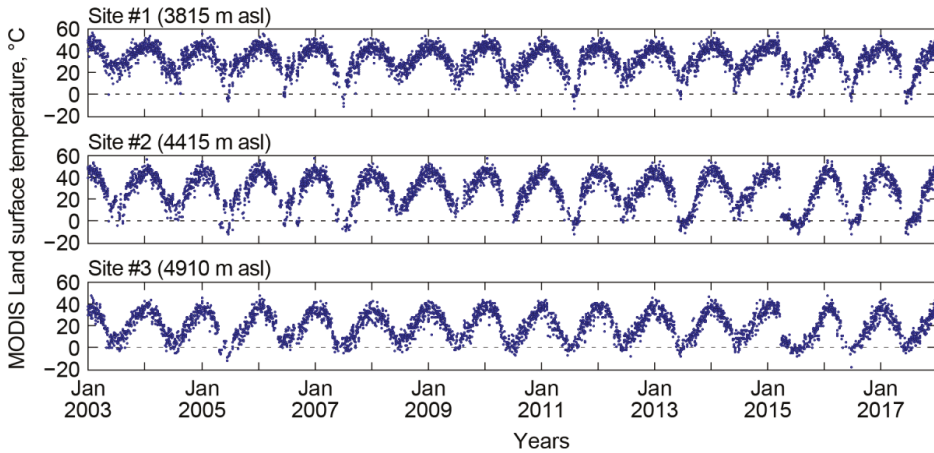 Site #1 (3815 m asl)
60
40
20
0
−20
Site #2 (4415 m asl)
60
40
20
0
−20
Site #3 (4910 m asl)
60
40
20
0
−20
MODIS Land surface temperature, °C
Jan Jan Jan Jan Jan Jan Jan Jan
2003 2005 2007 2009 2011 2013 2015 2017
Years